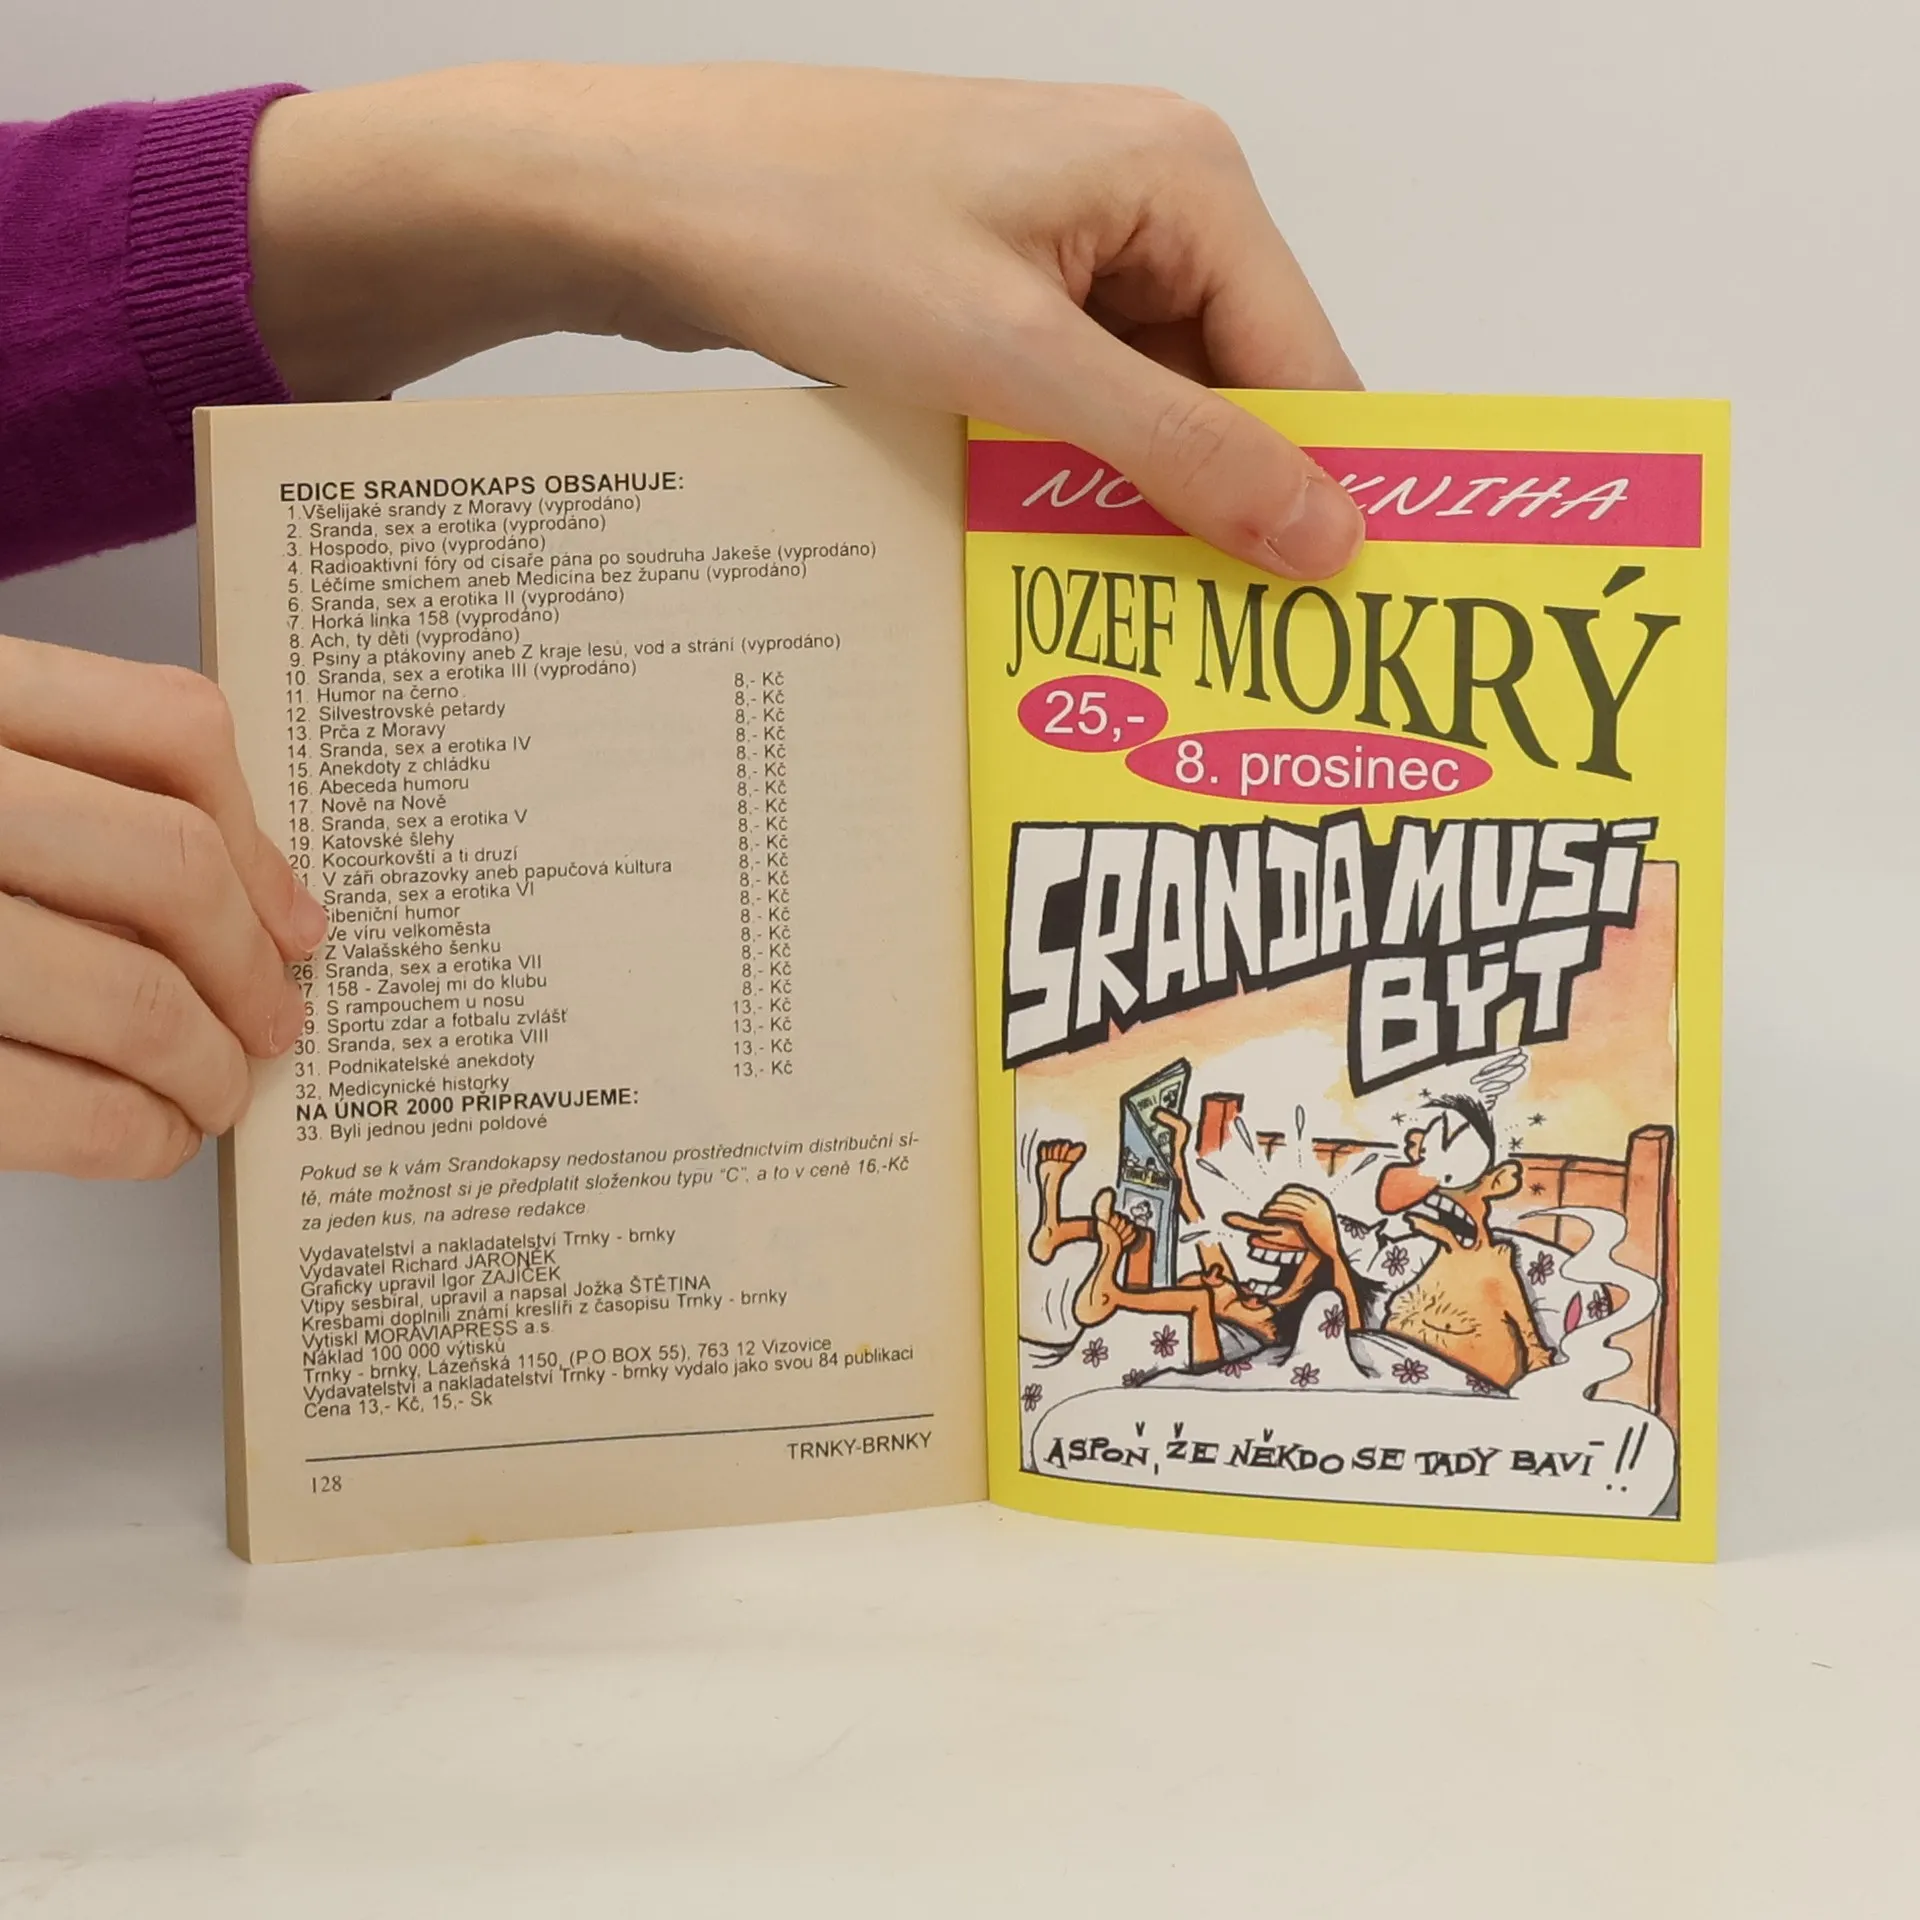 EDICE SRANDOKAPS OBSAHUJE:
1.Všelijaké srandy z Moravy (vyprodáno)
2. Sranda, sex a erotika (vyprodáno)
3. Hospodo, pivo (vyprodáno)
4. Radioaktivní fóry od císaře pána po soudruha Jakeše (vyprodáno)
5. Léčíme smíchem aneb Medicína bez županu (vyprodáno)
6. Sranda, sex a erotika II (vyprodáno)
7. Horká linka 158 (vyprodáno)
8. Ach, ty děti (vyprodáno)
9. Psiny a ptákoviny aneb Z kraje lesů, vod a strání (vyprodáno)
10. Sranda, sex a erotika III (vyprodáno)
11. Humor na černo 8,- Kč
12. Silvestrovské petardy 8,- Kč
13. Prča z Moravy 8,- Kč
14. Sranda, sex a erotika IV 8,- Kč
15. Anekdoty z chládku 8,- Kč
16. Abeceda humoru 8,- Kč
17. Nově na Nově 8,- Kč
18. Sranda, sex a erotika V 8,- Kč
19. Katovské šlehy 8,- Kč
20. Kocourkovští a ti druzí 8,- Kč
1. V záři obrazovky aneb papučová kultura 8,- Kč
Sranda, sex a erotika VI 8,- Kč
Šibeniční humor 8,- Kč
Ve víru velkoměsta 8,- Kč
Z Valašského šenku 8,- Kč
26. Sranda, sex a erotika VII 8,- Kč
7. 158 - Zavolej mi do klubu 8,- Kč
S rampouchem u nosu 13,- Kč
9. Sportu zdar a fotbalu zvlášť 13,- Kč
30. Sranda, sex a erotika VIII 13,- Kč
31. Podnikatelské anekdoty 13,- Kč
32. Medicynické historky
NA ÚNOR 2000 PŘIPRAVUJEME:
33. Byli jednou jedni poldové
Pokud se k vám Srandokapsy nedostanou prostřednictvím distribuční sí-
tě, máte možnost si je předplatit složenkou typu "C", a to v ceně 16,-Kč
za jeden kus, na adrese redakce.
Vydavatelství a nakladatelství Trnky - brnky
Vydavatel Richard JARONĚK
Graficky upravil Igor ZAJÍČEK
Vtipy sesbíral, upravil a napsal Jožka ŠTĚTINA
Kresbami doplnili známí kreslíři z časopisu Trnky - brnky
Vytiskl MORAVIAPRESS a.s.
Náklad 100 000 výtisků
Trnky - brnky, Lázeňská 1150, (P.O.BOX 55), 763 12 Vizovice
Vydavatelství a nakladatelství Trnky - brnky vydalo jako svou 84 publikaci
Cena 13,- Kč, 15,- Sk
TRNKY-BRNKY
128
KNIHA
JOZEF MOKRÝ
25,-
8. prosinec
SRANDA MUSÍ
BÝT
ASPOŇ, ŽE NĚKDO SE TADY BAVÍ!!